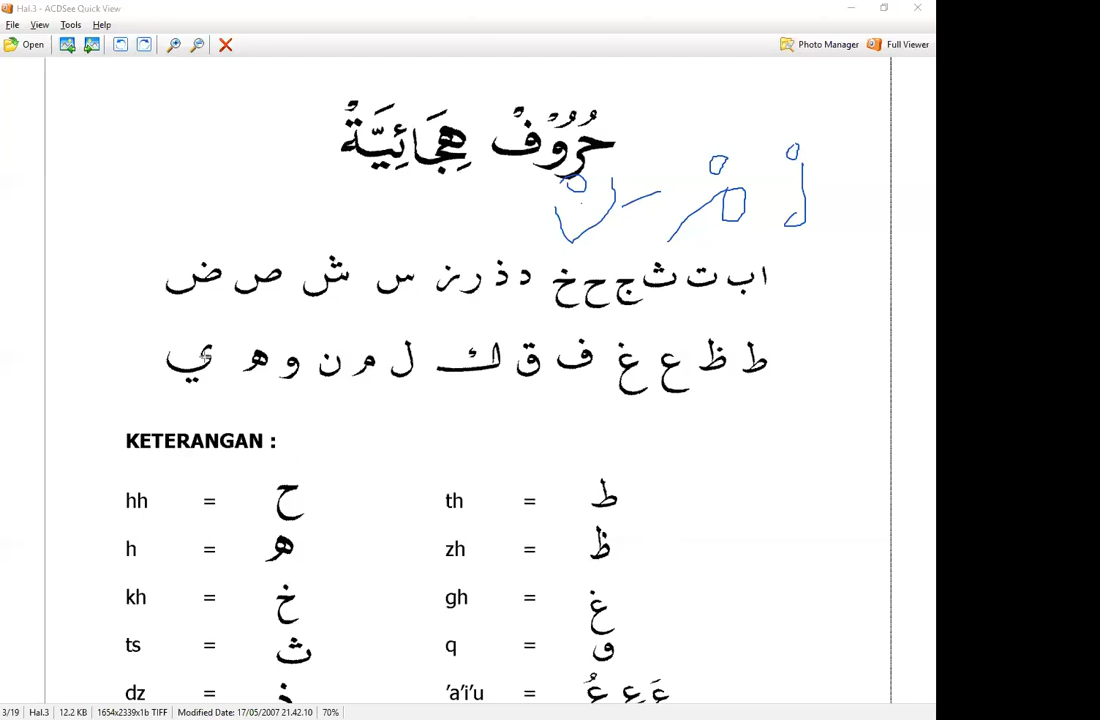 Hal.3 - ACDSee Quick View
File View Tools Help
Open Photo Manager Full Viewer
حُرُوْفْ هِجَائِيَّةْ
ا ب ت ث ج ح خ د ذ ر ز س ش ص ض
ط ظ ع غ ف ق ك ل م ن و ه ي
KETERANGAN :
hh = ح th = ط
h = ه zh = ظ
kh = خ gh = غ
ts = ث q = ق
dz = ذ 'a'i'u = عَ عِ عُ
3/19 Hal.3 12.2 KB 1654x2339x1b TIFF Modified Date: 17/05/2007 21.42.10 70%